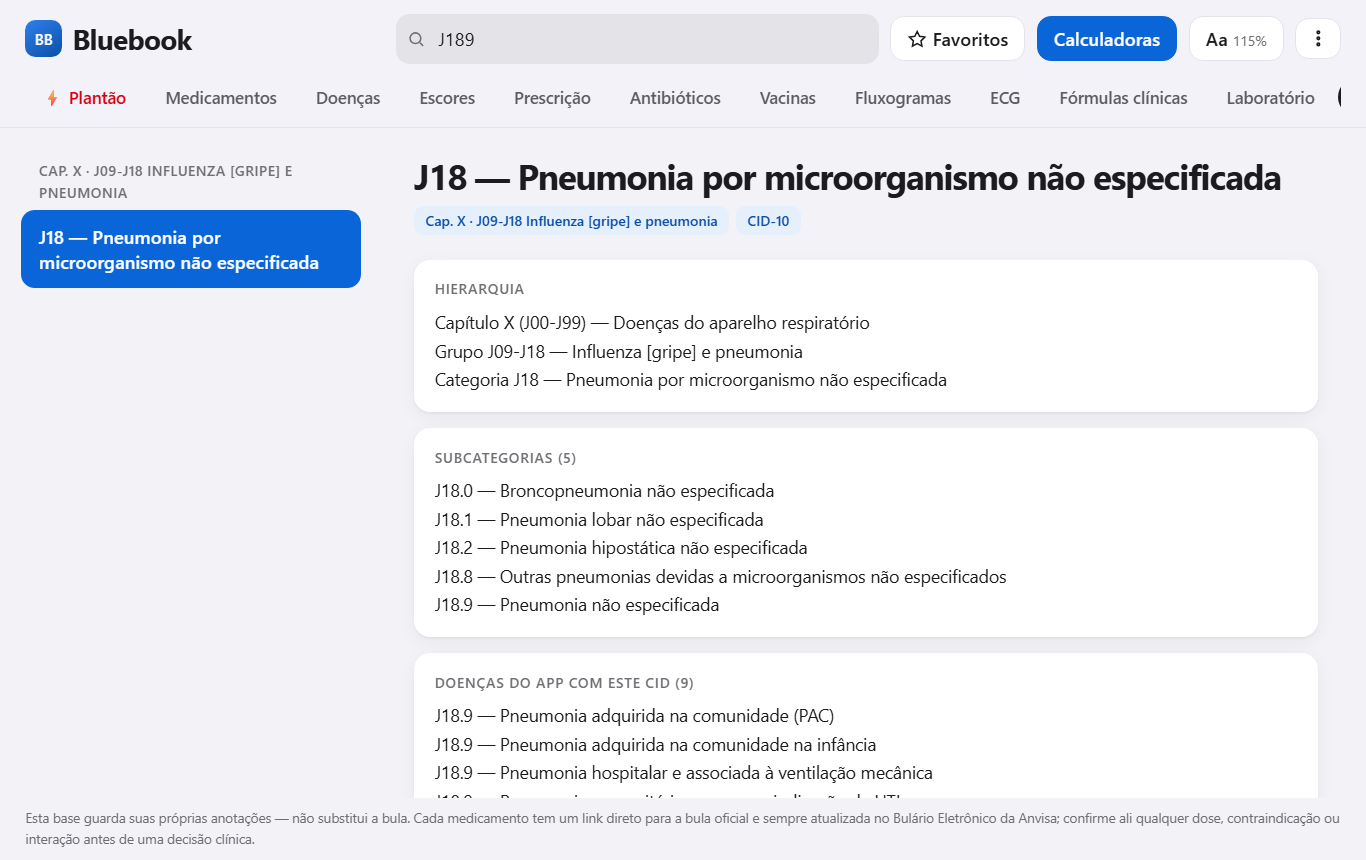 BB Bluebook
J189
Favoritos
Calculadoras
Aa 115%
Plantão
Medicamentos
Doenças
Escores
Prescrição
Antibióticos
Vacinas
Fluxogramas
ECG
Fórmulas clínicas
Laboratório
CAP. X · J09-J18 INFLUENZA [GRIPE] E
PNEUMONIA
J18 — Pneumonia por
microorganismo não especificada
J18 — Pneumonia por microorganismo não especificada
Cap. X · J09-J18 Influenza [gripe] e pneumonia
CID-10
HIERARQUIA
Capítulo X (J00-J99) — Doenças do aparelho respiratório
Grupo J09-J18 — Influenza [gripe] e pneumonia
Categoria J18 — Pneumonia por microorganismo não especificada
SUBCATEGORIAS (5)
J18.0 — Broncopneumonia não especificada
J18.1 — Pneumonia lobar não especificada
J18.2 — Pneumonia hipostática não especificada
J18.8 — Outras pneumonias devidas a microorganismos não especificados
J18.9 — Pneumonia não especificada
DOENÇAS DO APP COM ESTE CID (9)
J18.9 — Pneumonia adquirida na comunidade (PAC)
J18.9 — Pneumonia adquirida na comunidade na infância
J18.9 — Pneumonia hospitalar e associada à ventilação mecânica
Esta base guarda suas próprias anotações — não substitui a bula. Cada medicamento tem um link direto para a bula oficial e sempre atualizada no Bulário Eletrônico da Anvisa; confirme ali qualquer dose, contraindicação ou
interação antes de uma decisão clínica.